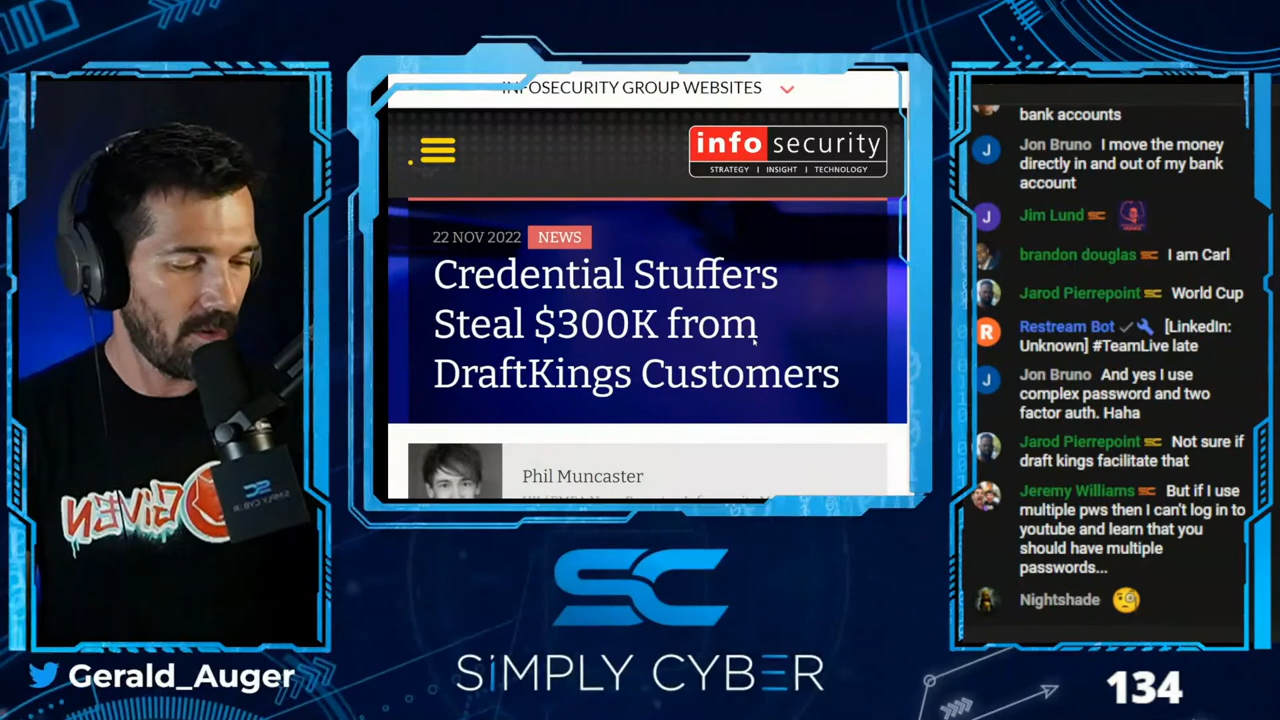 INFOSECURITY GROUP WEBSITES
info security
STRATEGY | INSIGHT | TECHNOLOGY
22 NOV 2022 NEWS
Credential Stuffers
Steal $300K from
DraftKings Customers
Phil Muncaster
bank accounts
Jon Bruno I move the money
directly in and out of my bank
account
Jim Lund
brandon douglas I am Carl
Jarod Pierrepoint World Cup
Restream Bot [LinkedIn:
Unknown] #TeamLive late
Jon Bruno And yes I use
complex password and two
factor auth. Haha
Jarod Pierrepoint Not sure if
draft kings facilitate that
Jeremy Williams But if I use
multiple pws then I can't log in to
youtube and learn that you
should have multiple
passwords...
Nightshade
SC
SIMPLY CYBER
Gerald_Auger
134